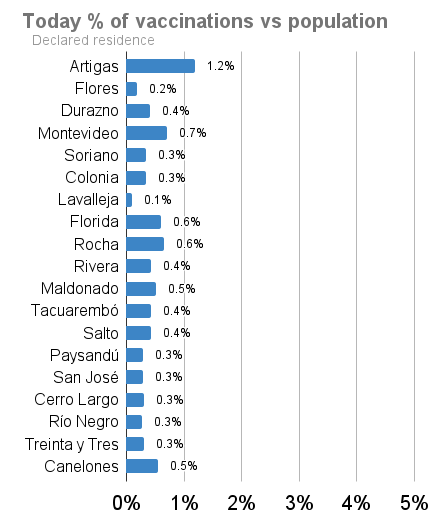 Today % of vaccinations vs population
Declared residence
Artigas 1.2%
Flores 0.2%
Durazno 0.4%
Montevideo 0.7%
Soriano 0.3%
Colonia 0.3%
Lavalleja 0.1%
Florida 0.6%
Rocha 0.6%
Rivera 0.4%
Maldonado 0.5%
Tacuarembó 0.4%
Salto 0.4%
Paysandú 0.3%
San José 0.3%
Cerro Largo 0.3%
Río Negro 0.3%
Treinta y Tres 0.3%
Canelones 0.5%
0% 1% 2% 3% 4% 5%